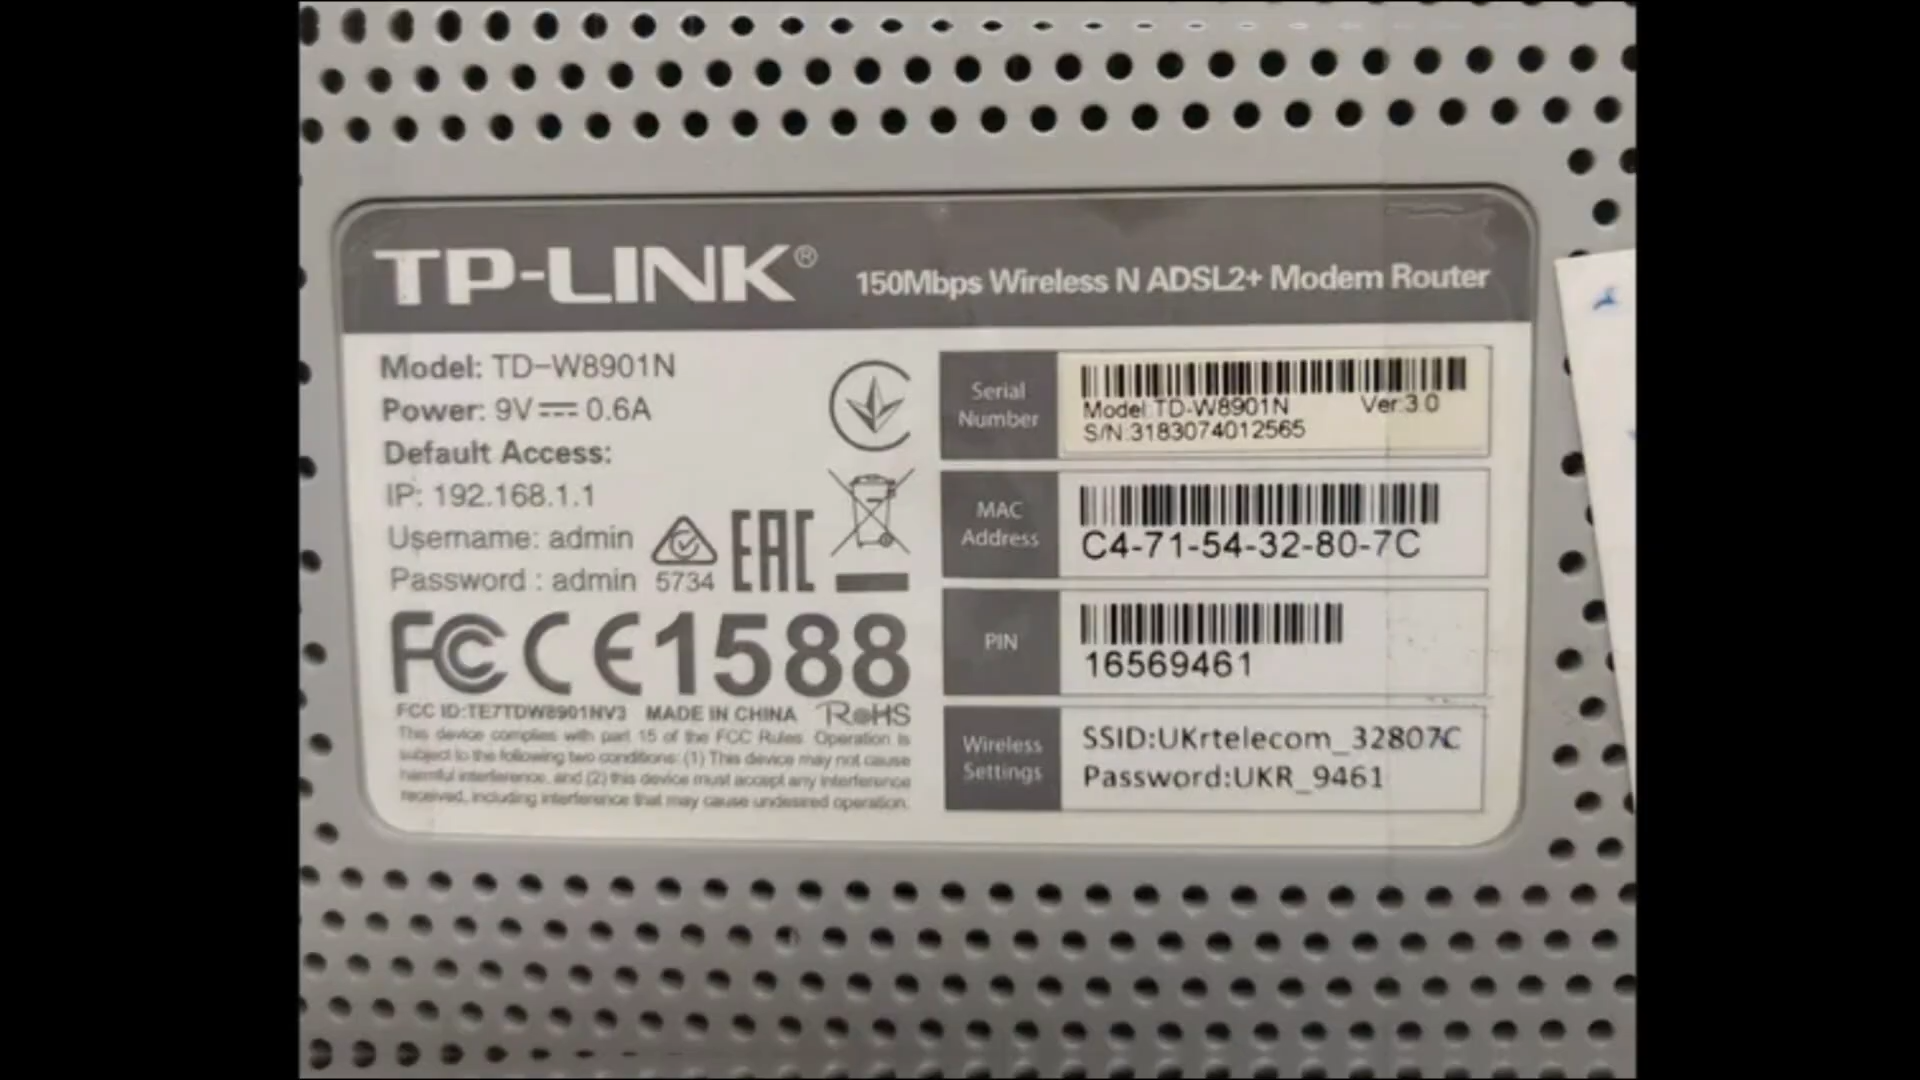 TP-LINK®
150Mbps Wireless N ADSL2+ Modem Router
Model: TD-W8901N
Power: 9V⎓0.6A
Default Access:
IP: 192.168.1.1
Username: admin
Password : admin
5734
EAC
FCC CE1588
FCC ID:TE7TDW8901NV3 MADE IN CHINA RoHS
This device complies with part 15 of the FCC Rules. Operation is
subject to the following two conditions: (1) This device may not cause
harmful interference, and (2) this device must accept any interference
received, including interference that may cause undesired operation.
Serial
Number
Model:TD-W8901N Ver:3.0
S/N:3183074012565
MAC
Address
C4-71-54-32-80-7C
PIN
16569461
Wireless
Settings
SSID:UKrtelecom_32807C
Password:UKR_9461